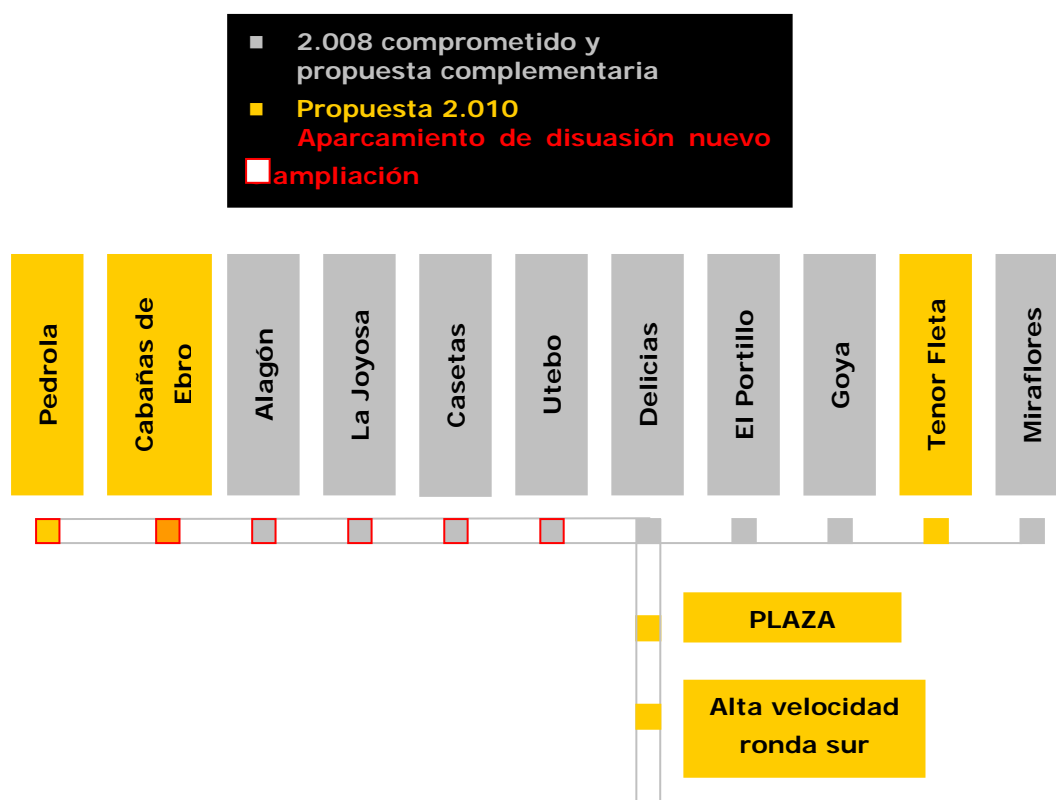 2.008 comprometido y
propuesta complementaria
Propuesta 2.010
Aparcamiento de disuasión nuevo
ampliación
Pedrola
Cabañas de
Ebro
Alagón
La Joyosa
Casetas
Utebo
Delicias
El Portillo
Goya
Tenor Fleta
Miraflores
PLAZA
Alta velocidad
ronda sur